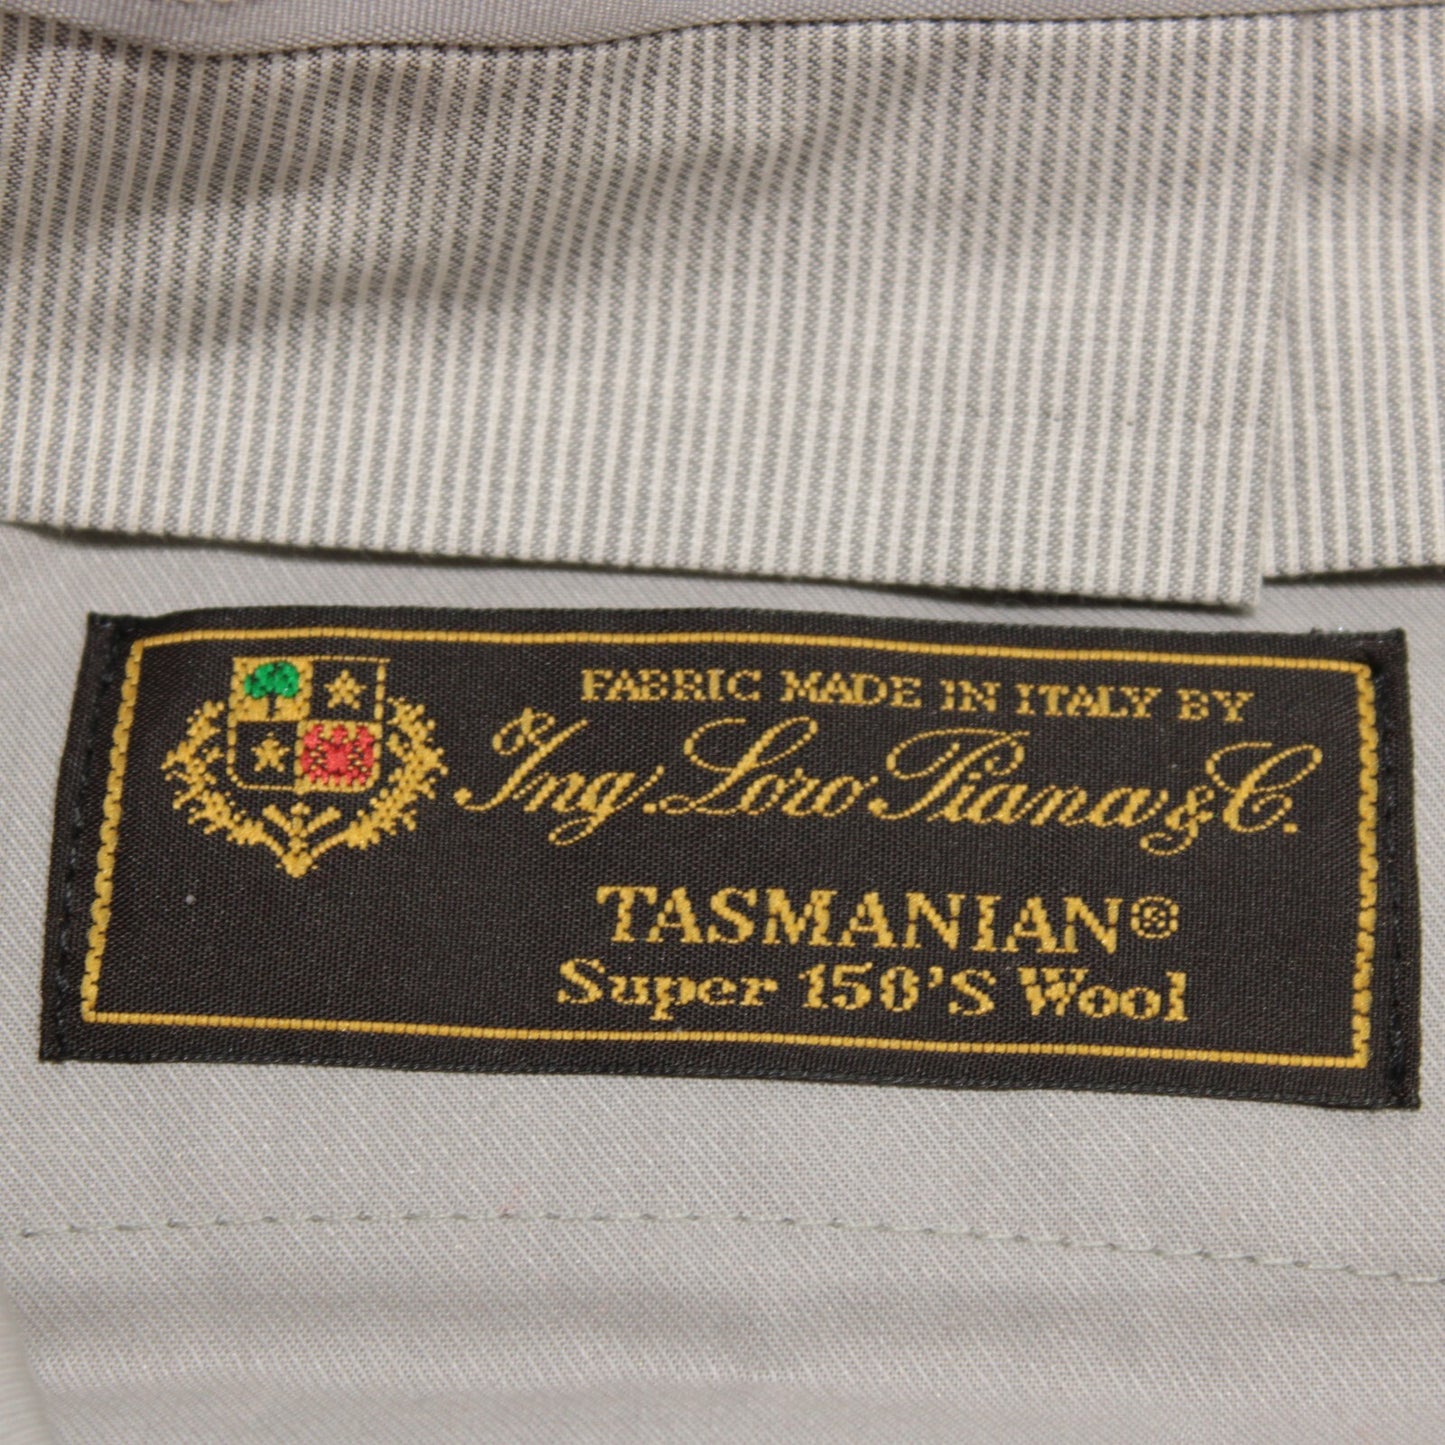 FABRIC MADE IN ITALY BY
Ing. Loro Piana & C.
TASMANIAN®
Super 150'S Wool